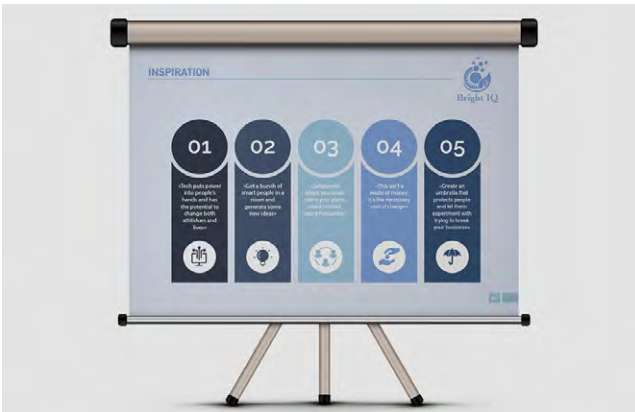 INSPIRATION
Bright IQ
01
«Tech puts power
into people's
hands and has
the potential to
change both
attitudes and
lives»
02
«Get a bunch of
smart people in a
room and
generate some
new ideas»
03
04
«This isn't a
waste of money,
it's the necessary
cost of change»
05
«Create an
umbrella that
protects people
and let them
experiment with
trying to break
your business»